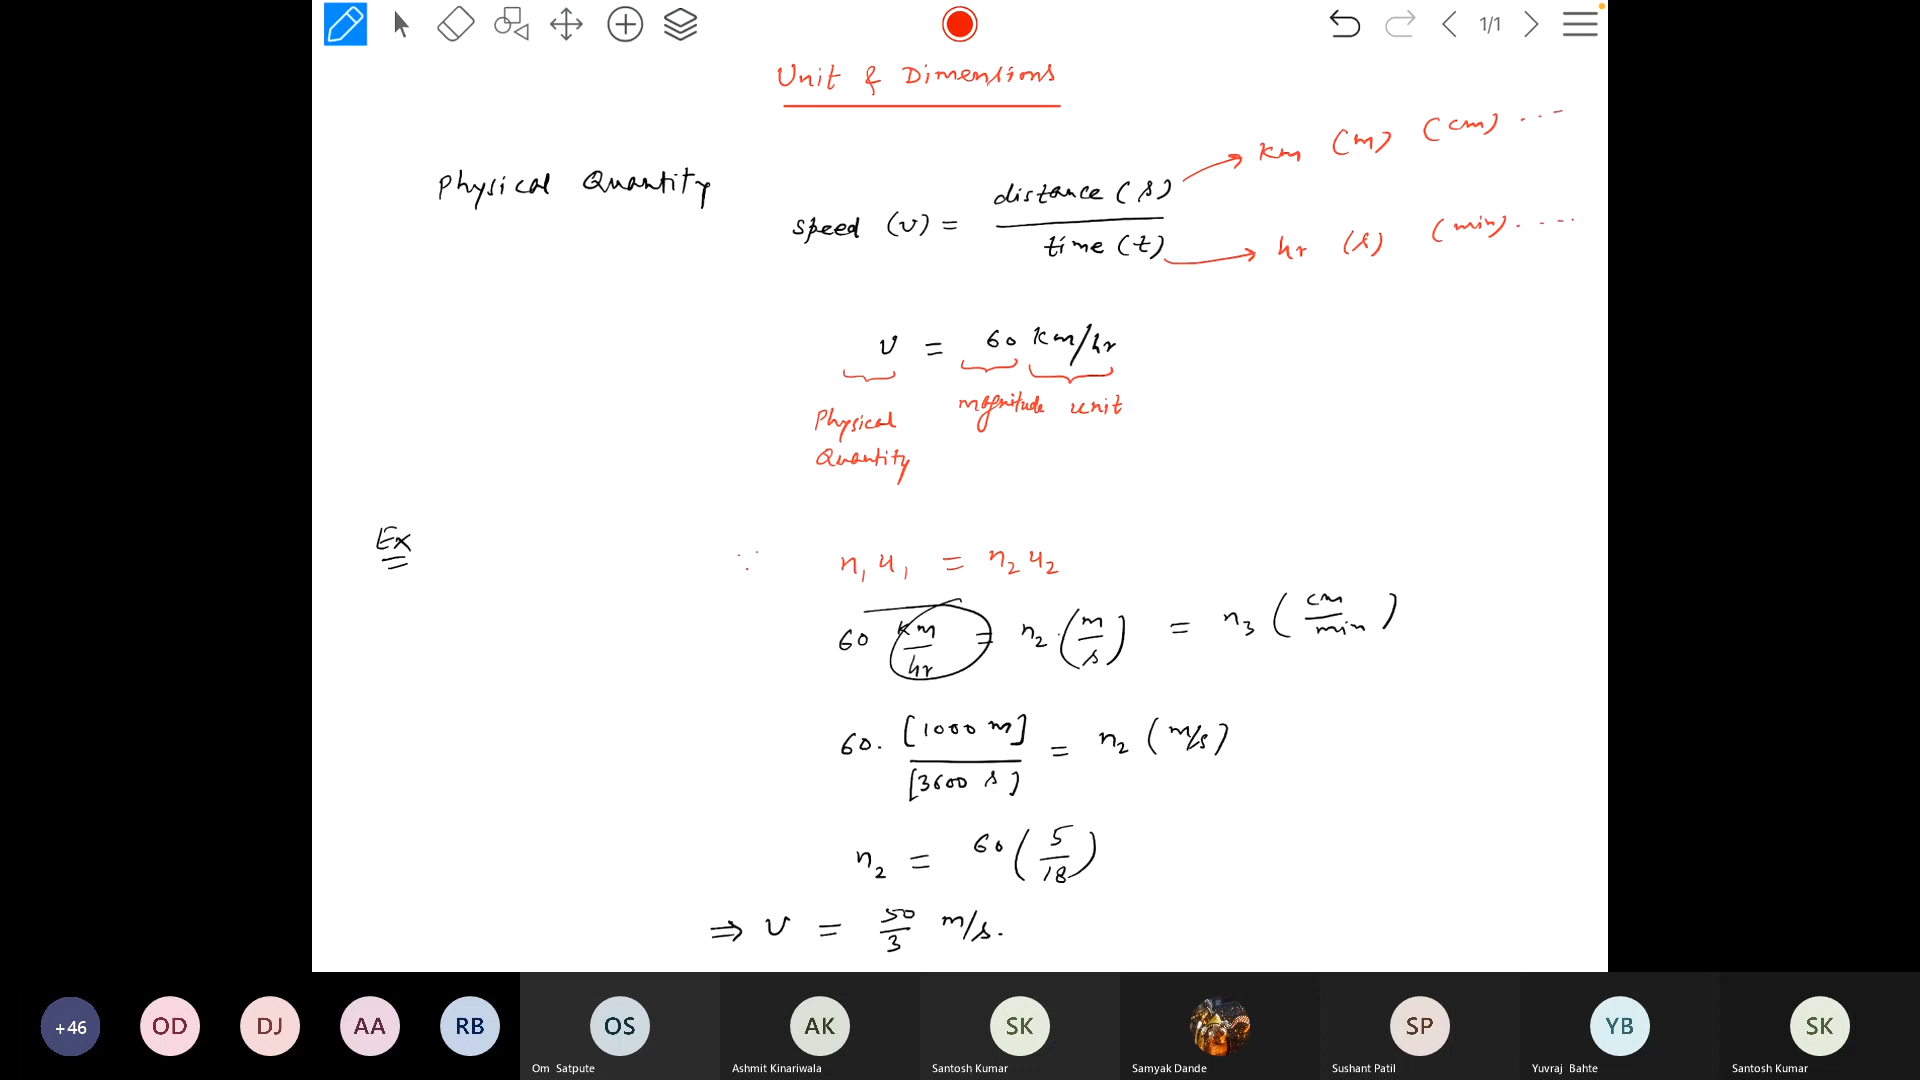 1/1
Unit & Dimensions
km (m) (cm) ....
Physical Quantity
speed (v) = distance (s) / time (t)
hr (s) (min). ....
v = 60 km/hr
Physical Quantity
magnitude unit
Ex
∵ n₁u₁ = n₂u₂
60 km/hr = n₂ (m/s) = n₃ (cm/min)
60. [1000 m]/[3600 s] = n₂ (m/s)
n₂ = 60 (5/18)
⇒ v = 50/3 m/s.
+46 OD DJ AA RB OS AK SK SP YB SK
Om Satpute Ashmit Kinariwala Santosh Kumar Samyak Dande Sushant Patil Yuvraj Bahte Santosh Kumar